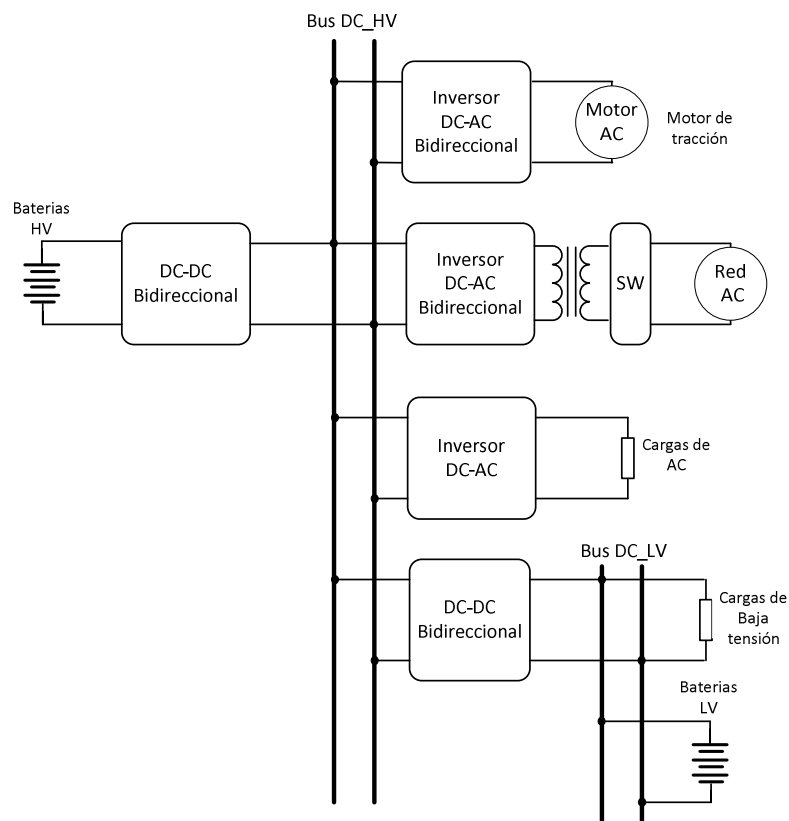 Bus DC_HV
Inversor
DC-AC
Bidireccional
Motor
AC
Motor de
tracción
Baterias
HV
DC-DC
Bidireccional
Inversor
DC-AC
Bidireccional
SW
Red
AC
Inversor
DC-AC
Cargas de
AC
Bus DC_LV
DC-DC
Bidireccional
Cargas de
Baja
tensión
Baterias
LV